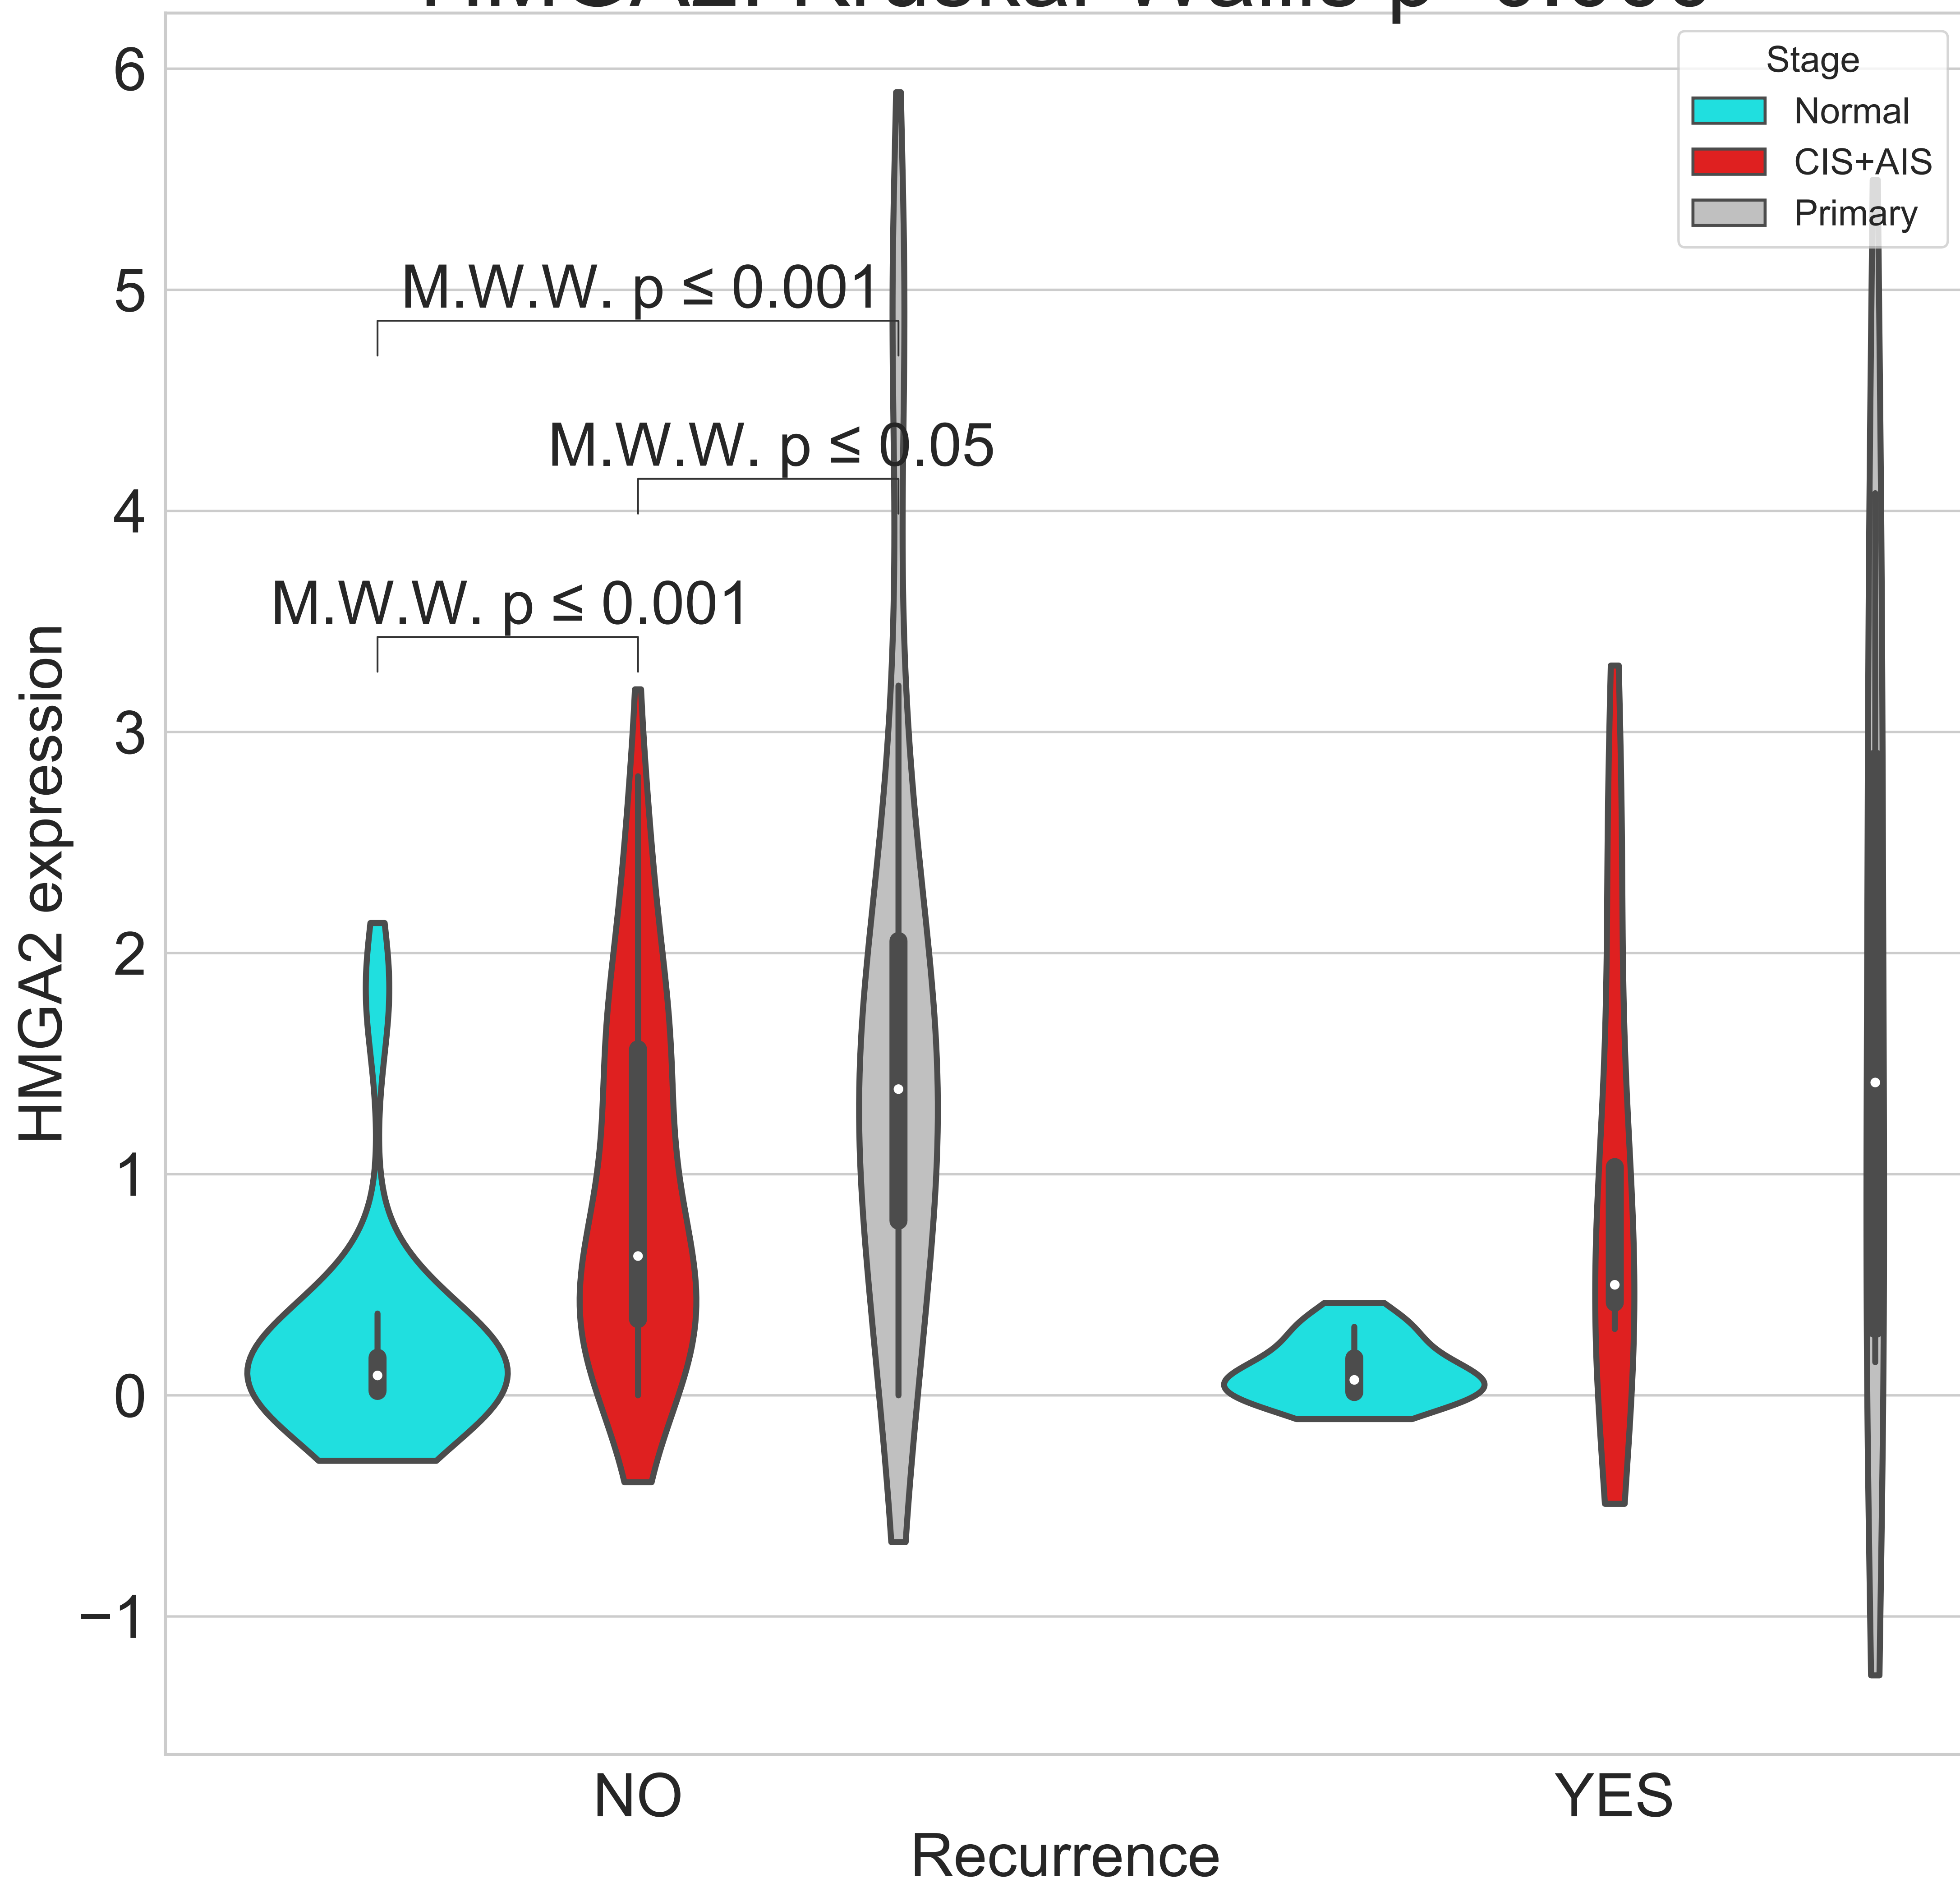 6
5
4
3
2
1
0
−1
HMGA2 expression
Stage
Normal
CIS+AIS
Primary
M.W.W. p ≤ 0.001
M.W.W. p ≤ 0.05
M.W.W. p ≤ 0.001
NO
YES
Recurrence